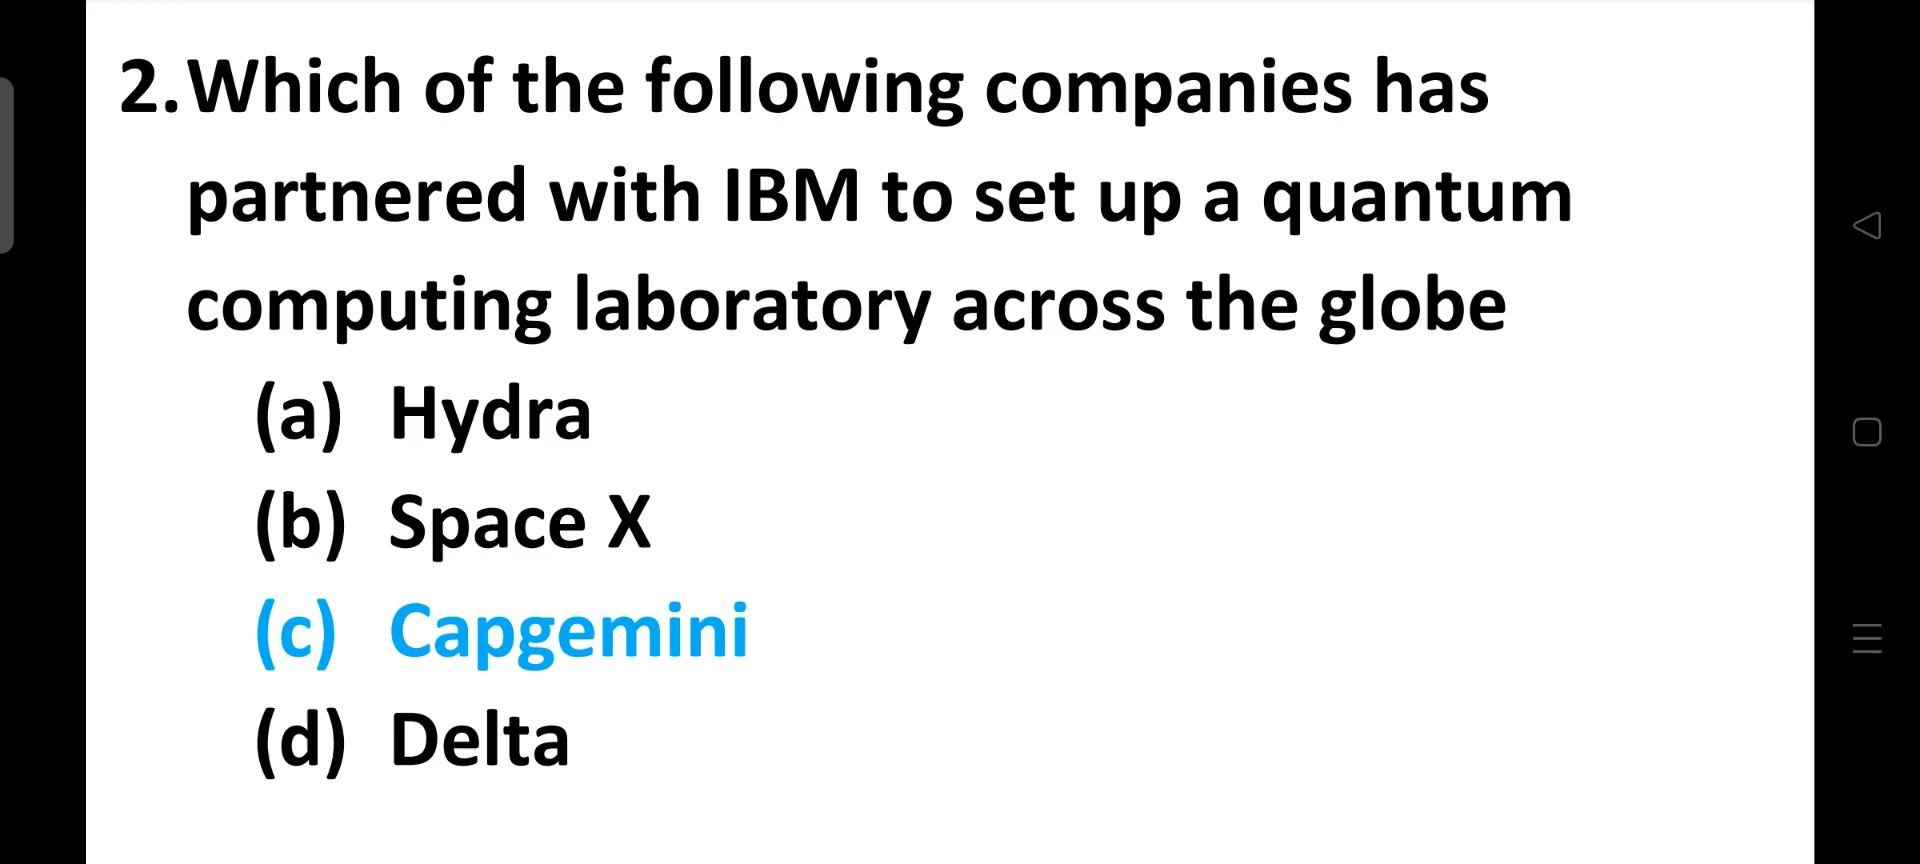 2. Which of the following companies has
partnered with IBM to set up a quantum
computing laboratory across the globe
(a) Hydra
(b) Space X
(c) Capgemini
(d) Delta